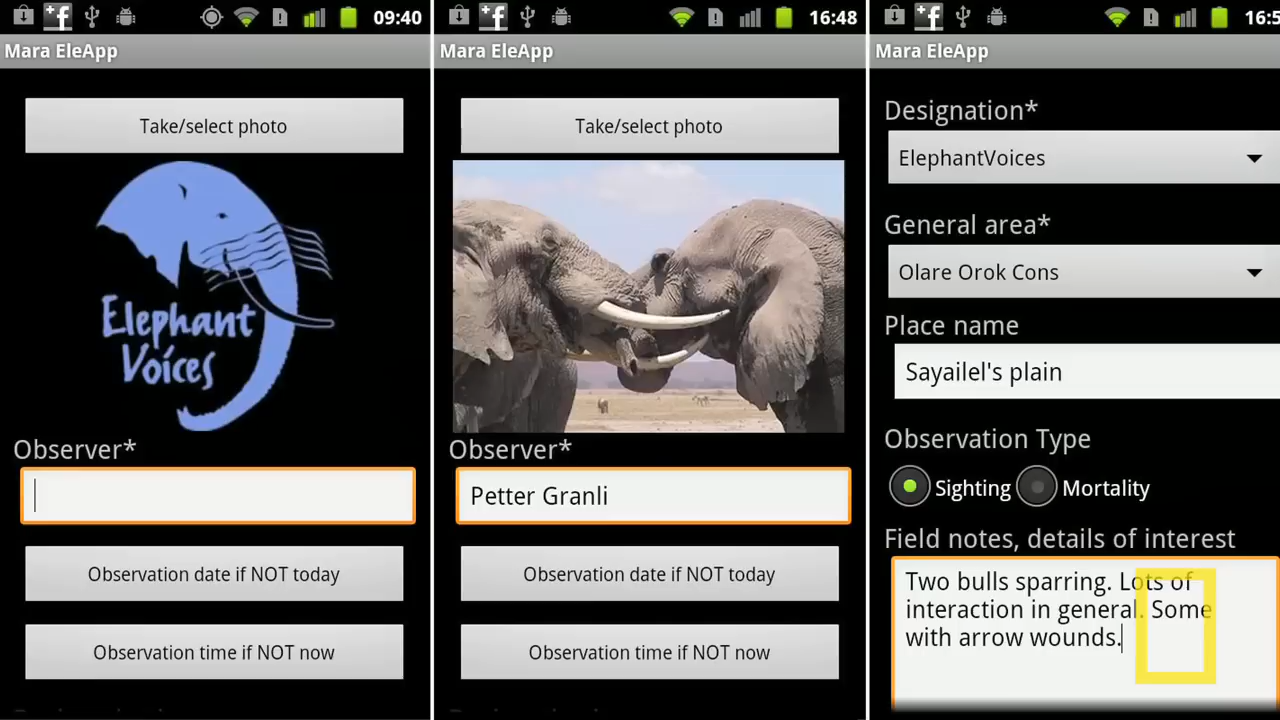 09:40
Mara EleApp
Take/select photo
Elephant
Voices
Observer*
Observation date if NOT today
Observation time if NOT now
16:48
Mara EleApp
Take/select photo
Observer*
Petter Granli
Observation date if NOT today
Observation time if NOT now
Mara EleApp
Designation*
ElephantVoices
General area*
Olare Orok Cons
Place name
Sayailel's plain
Observation Type
Sighting Mortality
Field notes, details of interest
Two bulls sparring. Lots of
interaction in general. Some
with arrow wounds.